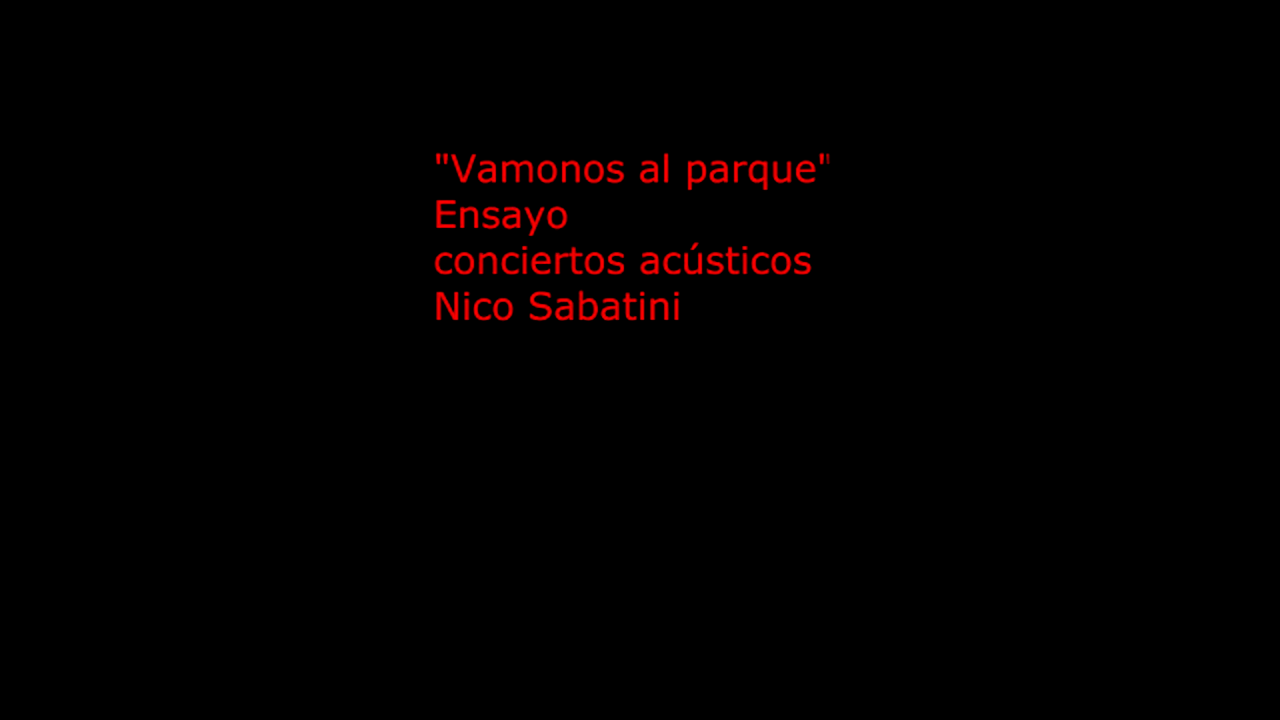 "Vamonos al parque"
Ensayo
conciertos acústicos
Nico Sabatini